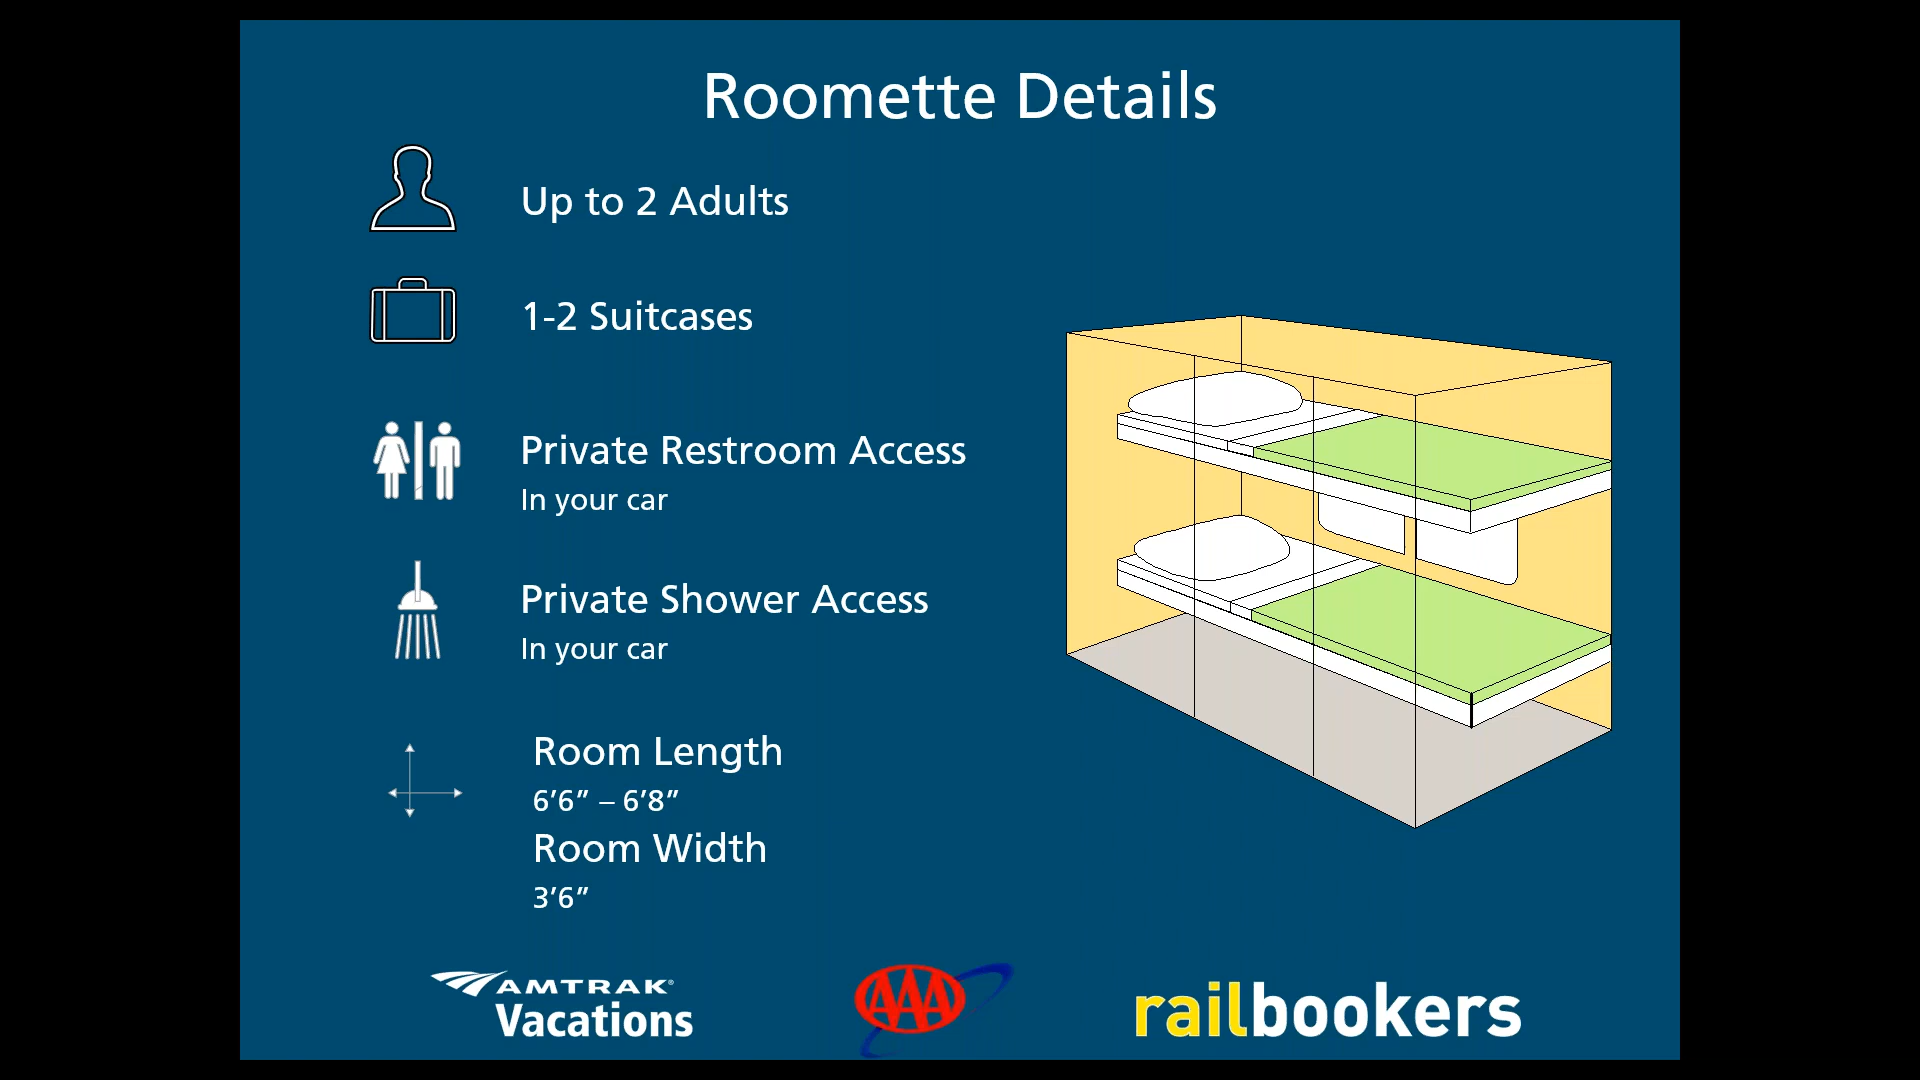 Roomette Details
Up to 2 Adults
1-2 Suitcases
Private Restroom Access
In your car
Private Shower Access
In your car
Room Length
6’6” – 6’8”
Room Width
3’6”
AMTRAK®
Vacations
AAA
railbookers